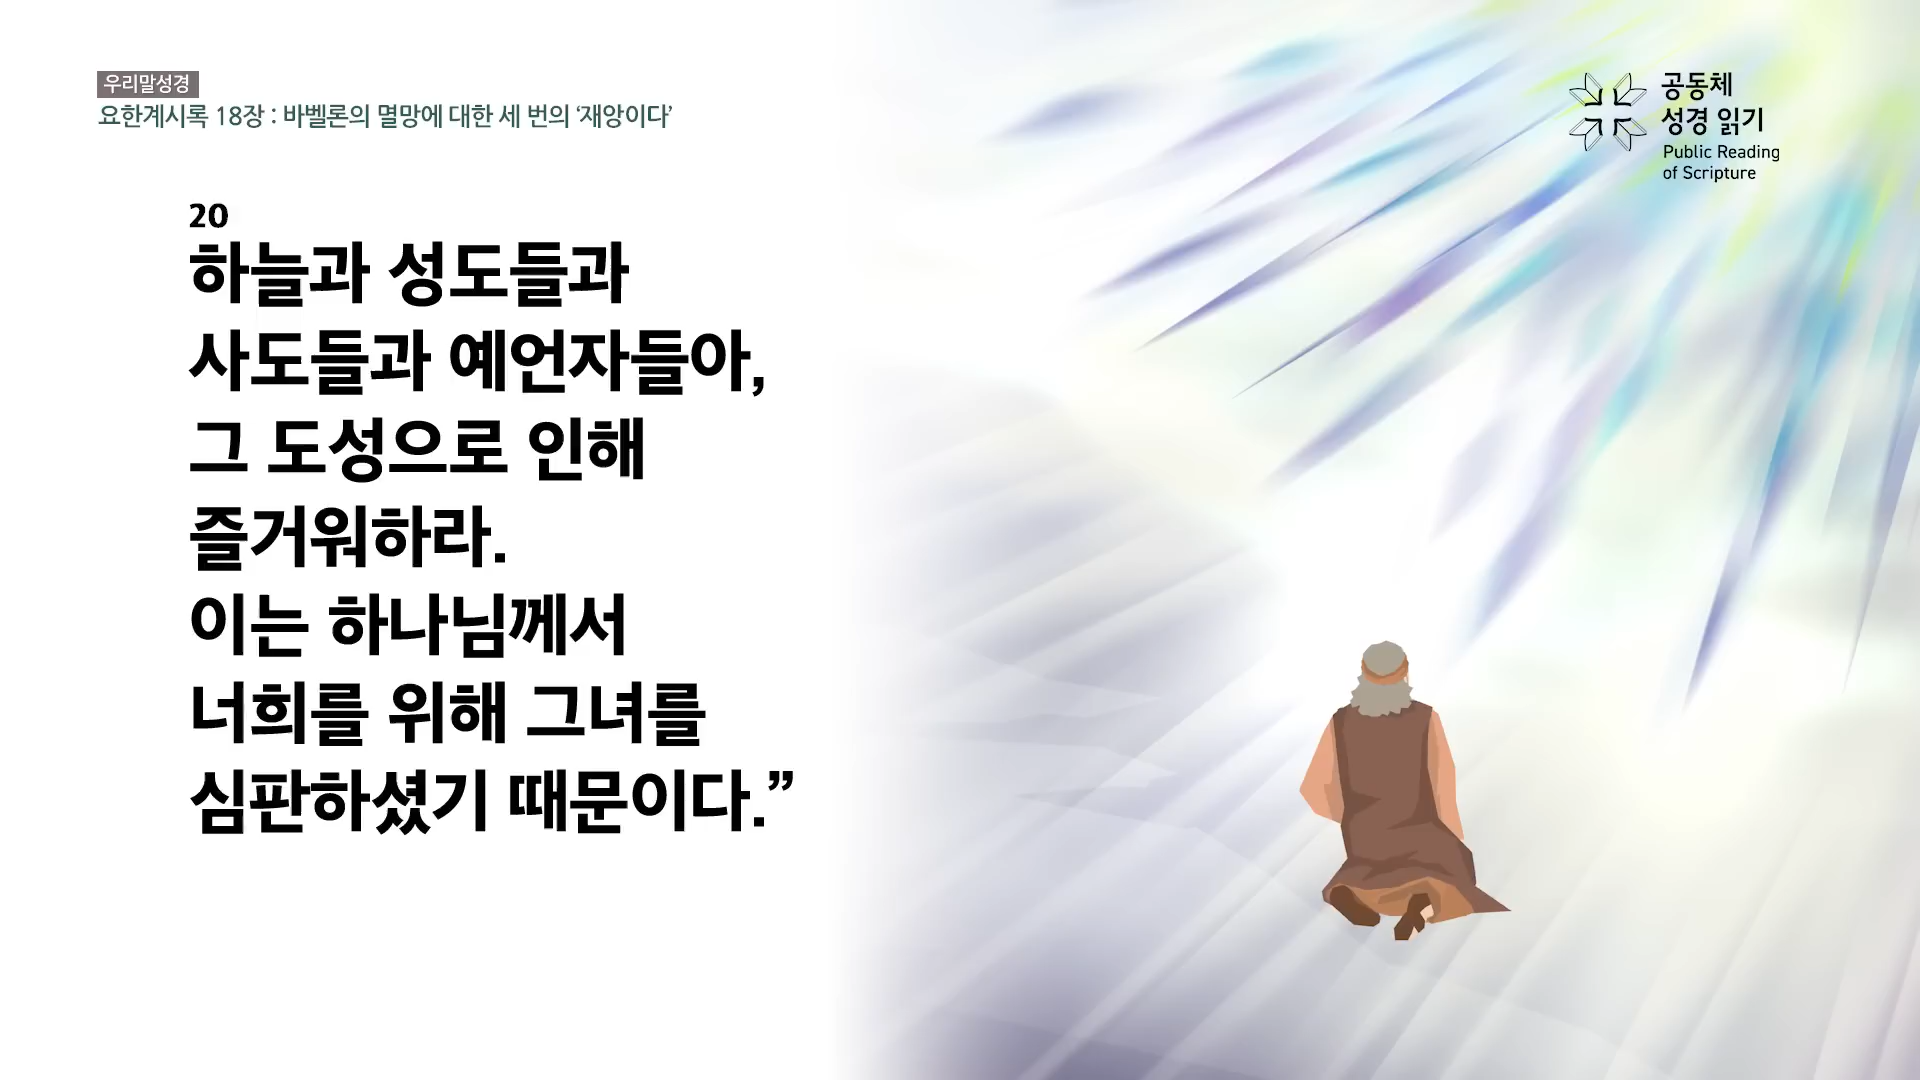 우리말성경
요한계시록 18장 : 바벨론의 멸망에 대한 세 번의 ‘재앙이다’
공동체
성경 읽기
Public Reading
of Scripture
20
하늘과 성도들과
사도들과 예언자들아,
그 도성으로 인해
즐거워하라.
이는 하나님께서
너희를 위해 그녀를
심판하셨기 때문이다.”